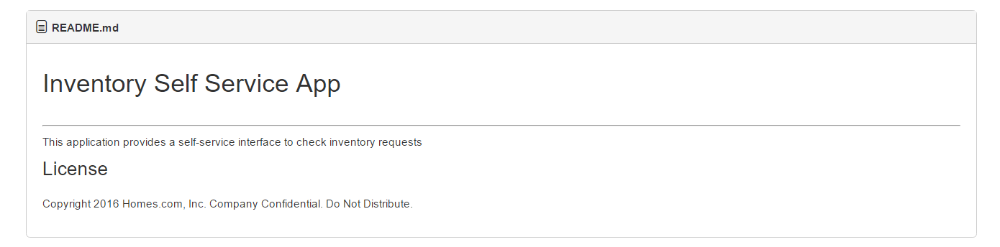 README.md
Inventory Self Service App
This application provides a self-service interface to check inventory requests
License
Copyright 2016 Homes.com, Inc. Company Confidential. Do Not Distribute.